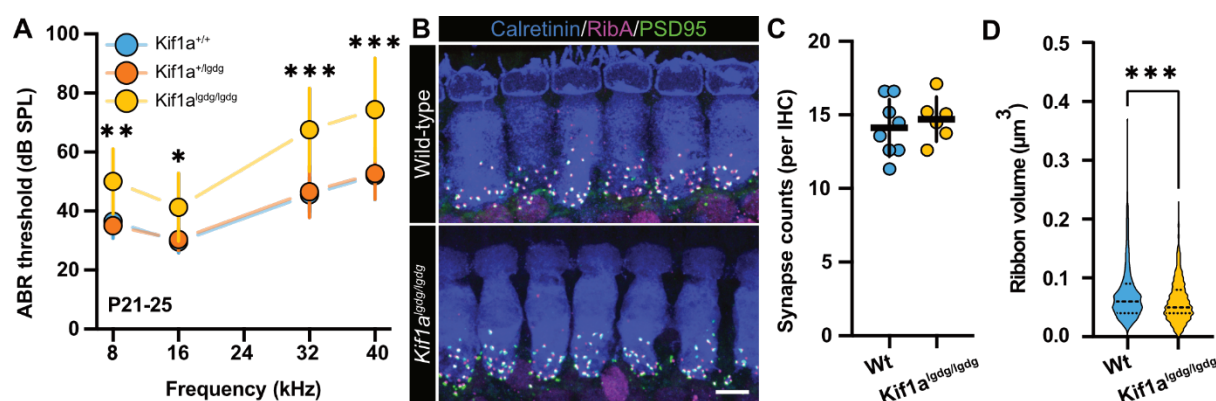 A
Kif1a+/+
Kif1a+/lgdg
Kif1algdg/lgdg
100
80
60
40
20
0
ABR threshold (dB SPL)
**
*
***
***
P21-25
8
16
24
32
40
Frequency (kHz)
B
Calretinin/RibA/PSD95
Wild-type
Kif1algdg/lgdg
C
20
15
10
5
0
Synapse counts (per IHC)
Wt
Kif1algdg/lgdg
D
0.5
0.4
0.3
0.2
0.1
0.0
Ribbon volume (µm3)
***
Wt
Kif1algdg/lgdg